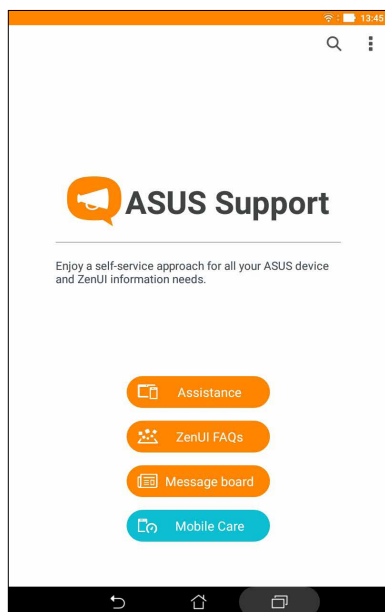 13:45
ASUS Support
Enjoy a self-service approach for all your ASUS device
and ZenUI information needs.
Assistance
ZenUI FAQs
Message board
Mobile Care